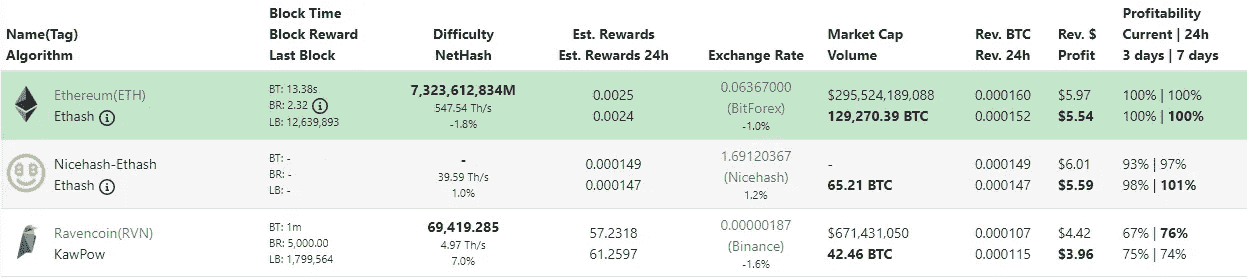 Name(Tag)
Algorithm
Block Time
Block Reward
Last Block
Difficulty
NetHash
Est. Rewards
Est. Rewards 24h
Exchange Rate
Market Cap
Volume
Rev. BTC
Rev. 24h
Rev. $
Profit
Profitability
Current | 24h
3 days | 7 days
Ethereum(ETH)
Ethash
BT: 13.38s
BR: 2.32
LB: 12,639,893
7,323,612,834M
547.54 Th/s
-1.8%
0.0025
0.0024
0.06367000
(BitForex)
-1.0%
$295,524,189,088
129,270.39 BTC
0.000160
0.000152
$5.97
$5.54
100% | 100%
100% | 100%
Nicehash-Ethash
Ethash
BT: -
BR: -
LB: -
-
39.59 Th/s
1.0%
0.000149
0.000147
1.69120367
(Nicehash)
1.2%
-
65.21 BTC
0.000149
0.000147
$6.01
$5.59
93% | 97%
98% | 101%
Ravencoin(RVN)
KawPow
BT: 1m
BR: 5,000.00
LB: 1,799,564
69,419.285
4.97 Th/s
7.0%
57.2318
61.2597
0.00000187
(Binance)
-1.6%
$671,431,050
42.46 BTC
0.000107
0.000115
$4.42
$3.96
67% | 76%
75% | 74%